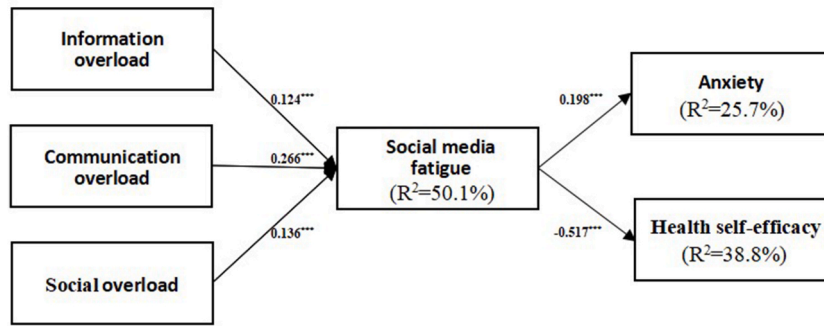 Information
overload
0.124***
Communication
overload
0.266***
Social overload
0.136***
Social media
fatigue
(R²=50.1%)
0.198***
Anxiety
(R²=25.7%)
-0.517***
Health self-efficacy
(R²=38.8%)